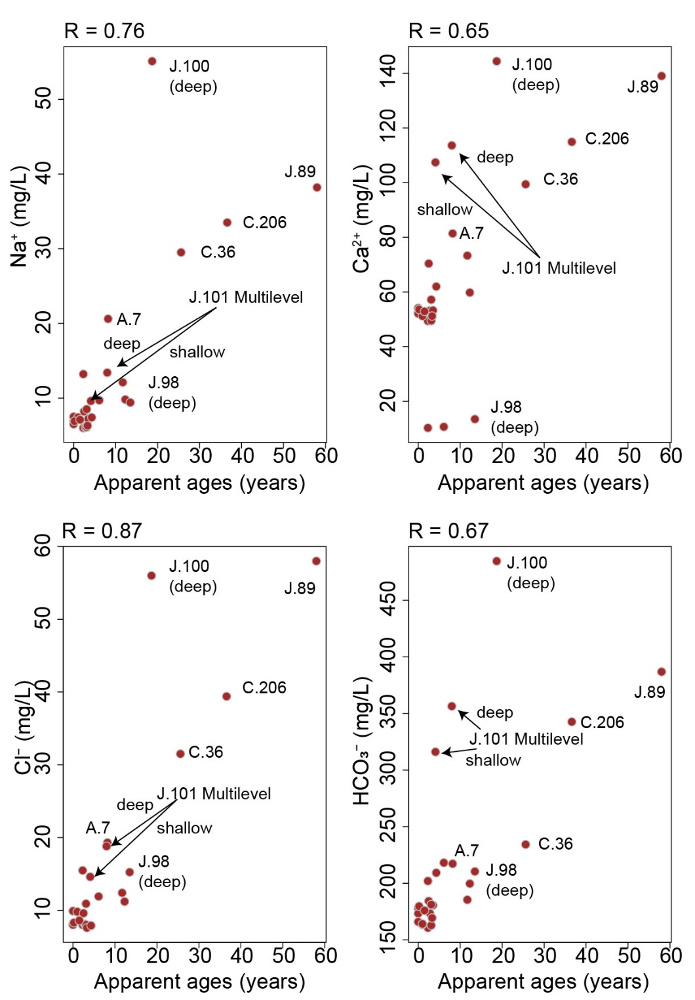 R = 0.76
J.100
(deep)
J.89
C.206
C.36
J.101 Multilevel
A.7
deep
shallow
J.98
(deep)
50
40
30
20
10
Na⁺ (mg/L)
0 10 20 30 40 50 60
Apparent ages (years)
R = 0.65
J.100
(deep)
J.89
C.206
deep
C.36
shallow
A.7
J.101 Multilevel
J.98
(deep)
140
120
100
80
60
40
20
Ca²⁺ (mg/L)
0 10 20 30 40 50 60
Apparent ages (years)
R = 0.87
J.100
(deep)
J.89
C.206
C.36
J.101 Multilevel
deep
A.7
shallow
J.98
(deep)
60
50
40
30
20
10
Cl⁻ (mg/L)
0 10 20 30 40 50 60
Apparent ages (years)
R = 0.67
J.100
(deep)
J.89
deep
C.206
J.101 Multilevel
shallow
C.36
A.7
J.98
(deep)
450
400
350
300
250
200
150
HCO₃⁻ (mg/L)
0 10 20 30 40 50 60
Apparent ages (years)